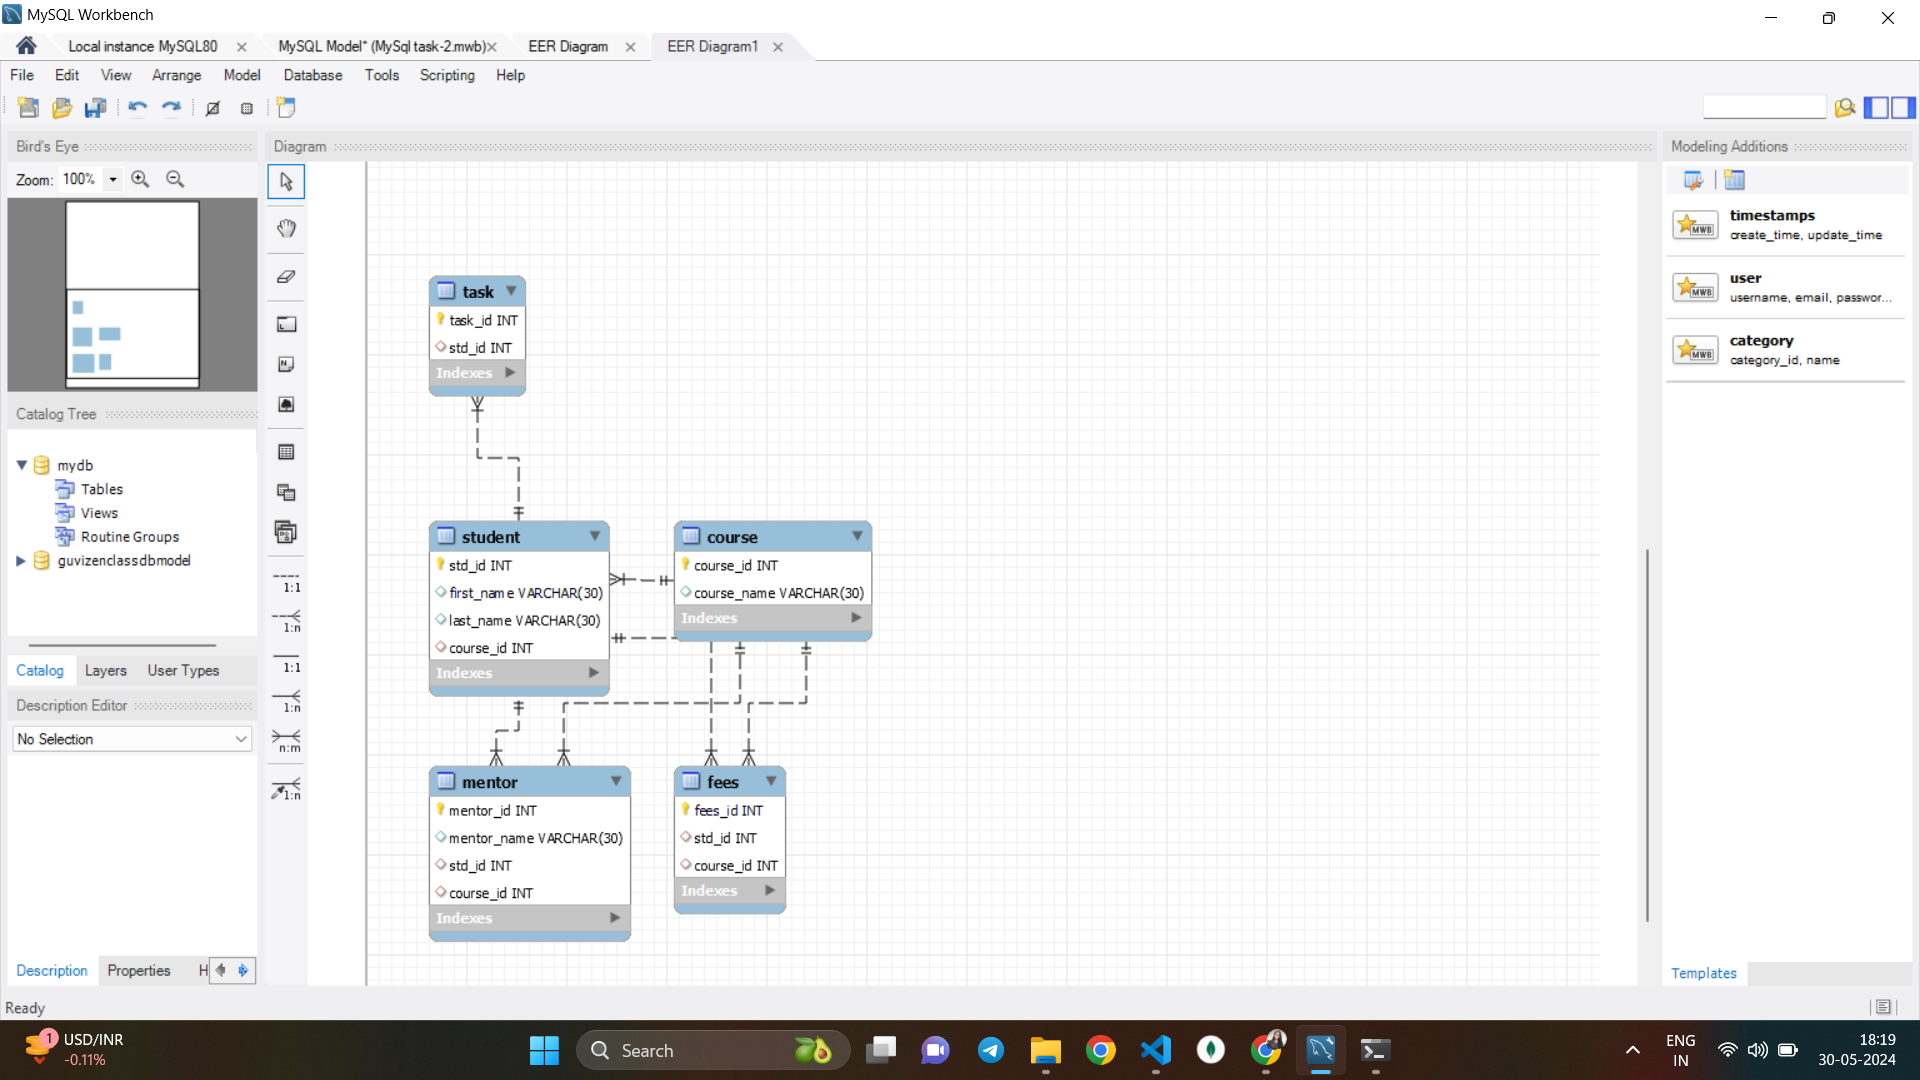 MySQL Workbench
Local instance MySQL80
MySQL Model* (MySql task-2.mwb)
EER Diagram
EER Diagram1
File Edit View Arrange Model Database Tools Scripting Help
Bird's Eye
Zoom: 100%
Catalog Tree
mydb
Tables
Views
Routine Groups
guvizenclassdbmodel
Catalog Layers User Types
Description Editor
No Selection
Description Properties H
Ready
Diagram
1:1
1:n
1:1
1:n
n:m
1:n
task
task_id INT
std_id INT
Indexes
student
std_id INT
first_name VARCHAR(30)
last_name VARCHAR(30)
course_id INT
Indexes
course
course_id INT
course_name VARCHAR(30)
Indexes
mentor
mentor_id INT
mentor_name VARCHAR(30)
std_id INT
course_id INT
Indexes
fees
fees_id INT
std_id INT
course_id INT
Indexes
Modeling Additions
MWB
timestamps
create_time, update_time
MWB
user
username, email, passwor...
MWB
category
category_id, name
Templates
1
USD/INR
-0.11%
Search
ENG
IN
18:19
30-05-2024